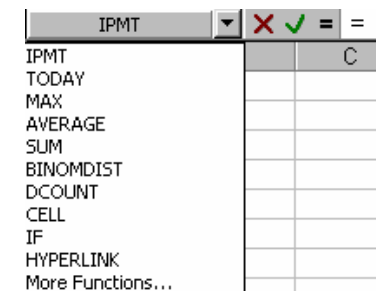 IPMT = =
IPMT
C
TODAY
MAX
AVERAGE
SUM
BINOMDIST
DCOUNT
CELL
IF
HYPERLINK
More Functions...